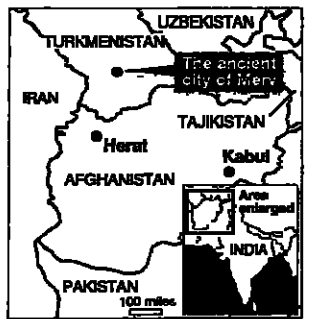 UZBEKISTAN
TURKMENISTAN
The ancient
city of Merv
IRAN
TAJIKISTAN
Herat
Kabul
AFGHANISTAN
Area
enlarged
INDIA
PAKISTAN
100 miles